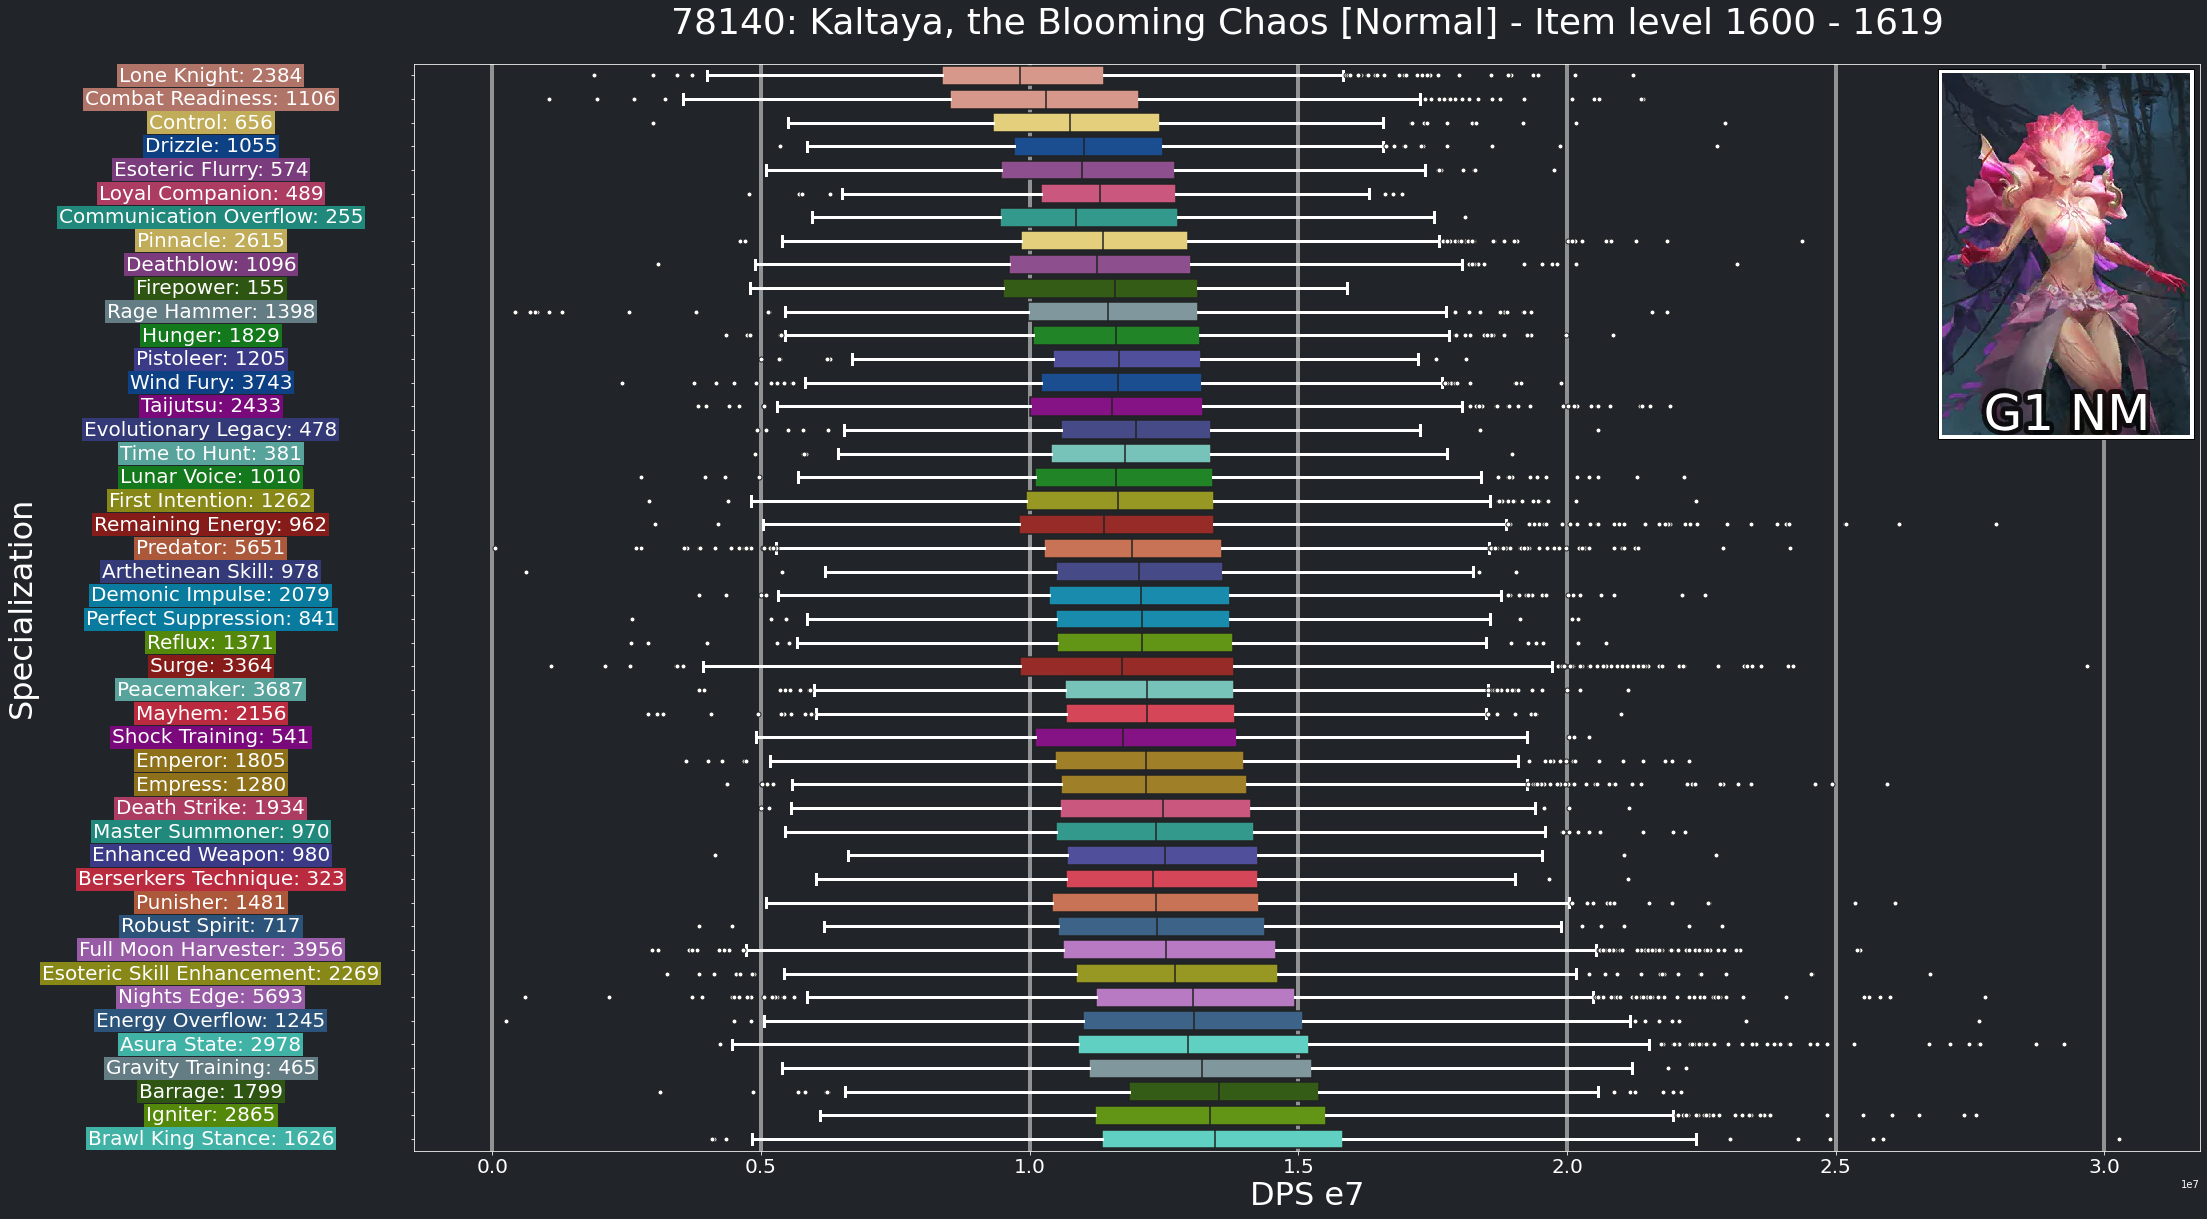 78140: Kaltaya, the Blooming Chaos [Normal] - Item level 1600 - 1619
Specialization
Lone Knight: 2384
Combat Readiness: 1106
Control: 656
Drizzle: 1055
Esoteric Flurry: 574
Loyal Companion: 489
Communication Overflow: 255
Pinnacle: 2615
Deathblow: 1096
Firepower: 155
Rage Hammer: 1398
Hunger: 1829
Pistoleer: 1205
Wind Fury: 3743
Taijutsu: 2433
Evolutionary Legacy: 478
Time to Hunt: 381
Lunar Voice: 1010
First Intention: 1262
Remaining Energy: 962
Predator: 5651
Arthetinean Skill: 978
Demonic Impulse: 2079
Perfect Suppression: 841
Reflux: 1371
Surge: 3364
Peacemaker: 3687
Mayhem: 2156
Shock Training: 541
Emperor: 1805
Empress: 1280
Death Strike: 1934
Master Summoner: 970
Enhanced Weapon: 980
Berserkers Technique: 323
Punisher: 1481
Robust Spirit: 717
Full Moon Harvester: 3956
Esoteric Skill Enhancement: 2269
Nights Edge: 5693
Energy Overflow: 1245
Asura State: 2978
Gravity Training: 465
Barrage: 1799
Igniter: 2865
Brawl King Stance: 1626
G1 NM
0.0 0.5 1.0 1.5 2.0 2.5 3.0
DPS e7
1e7